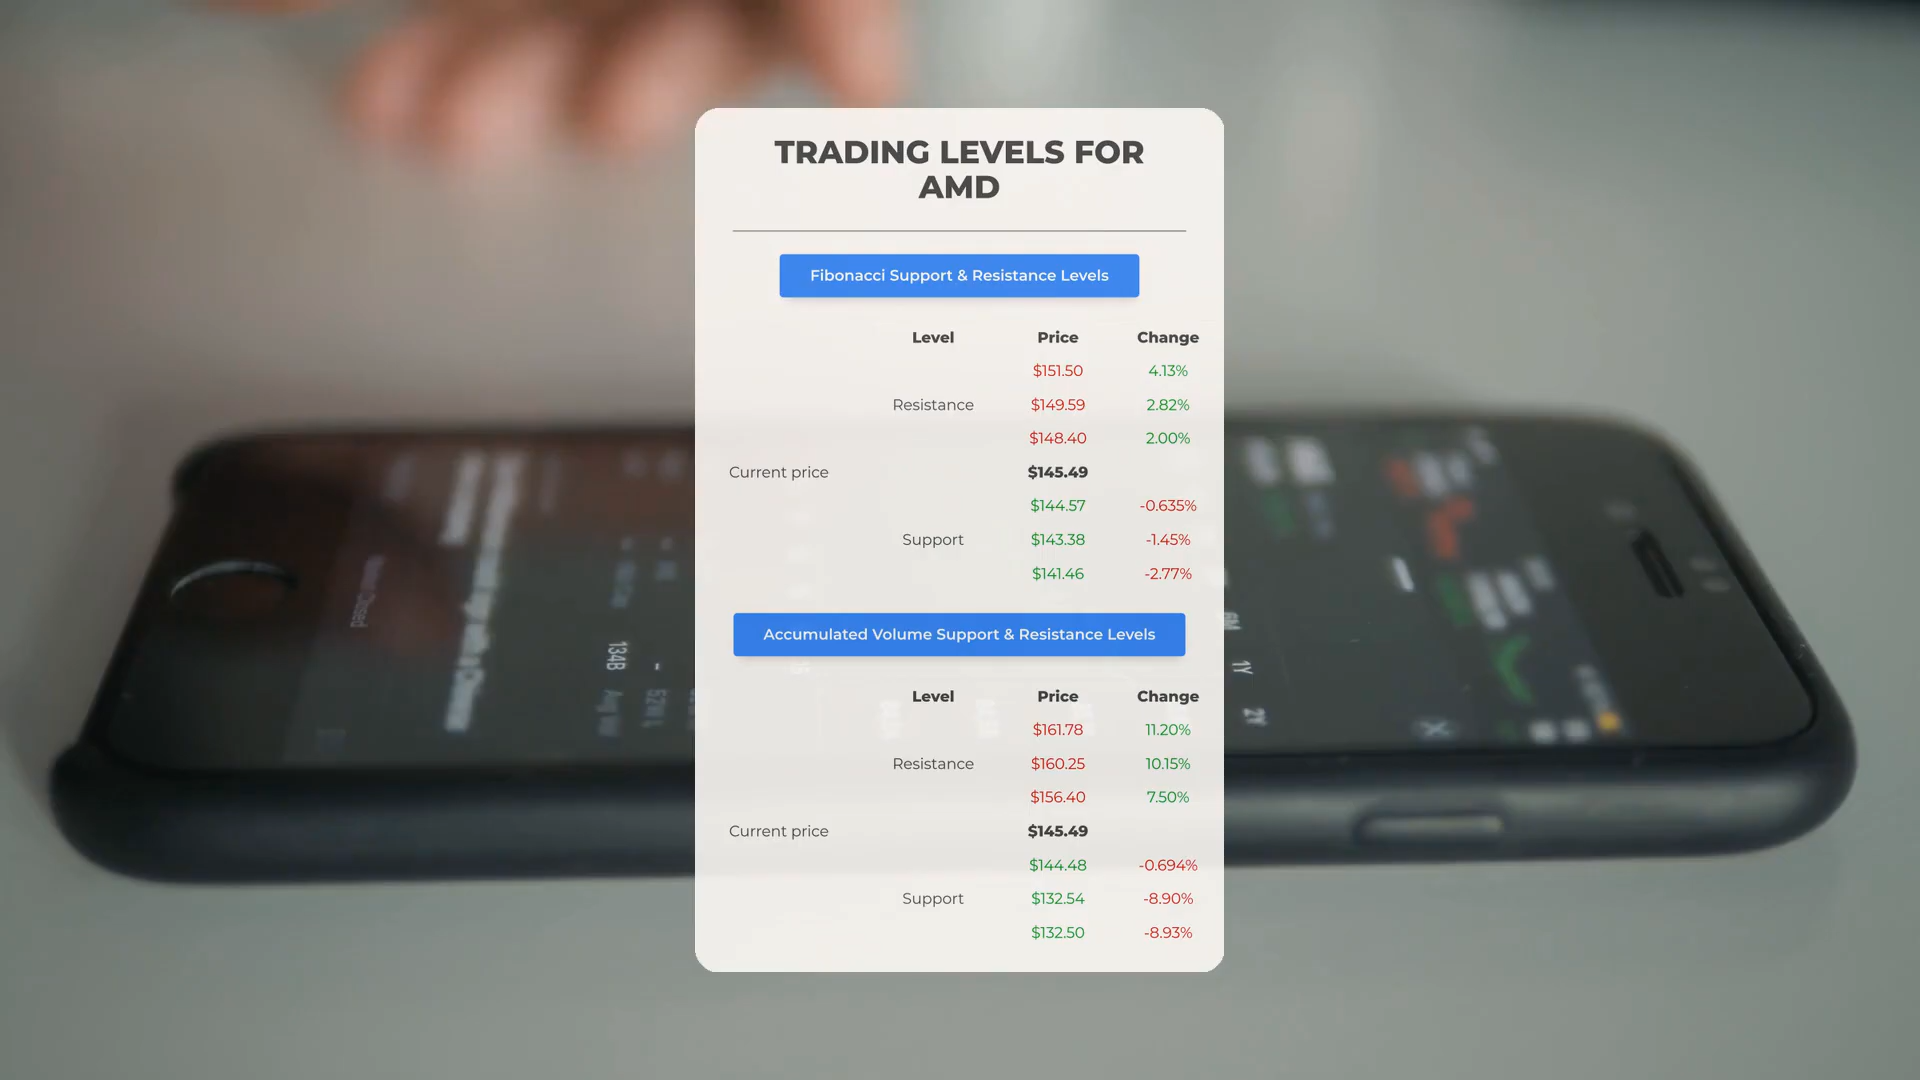 TRADING LEVELS FOR
AMD
Fibonacci Support & Resistance Levels
Level Price Change
$151.50 4.13%
Resistance $149.59 2.82%
$148.40 2.00%
Current price $145.49
$144.57 -0.635%
Support $143.38 -1.45%
$141.46 -2.77%
Accumulated Volume Support & Resistance Levels
Level Price Change
$161.78 11.20%
Resistance $160.25 10.15%
$156.40 7.50%
Current price $145.49
$144.48 -0.694%
Support $132.54 -8.90%
$132.50 -8.93%
134B
1Y
2Y